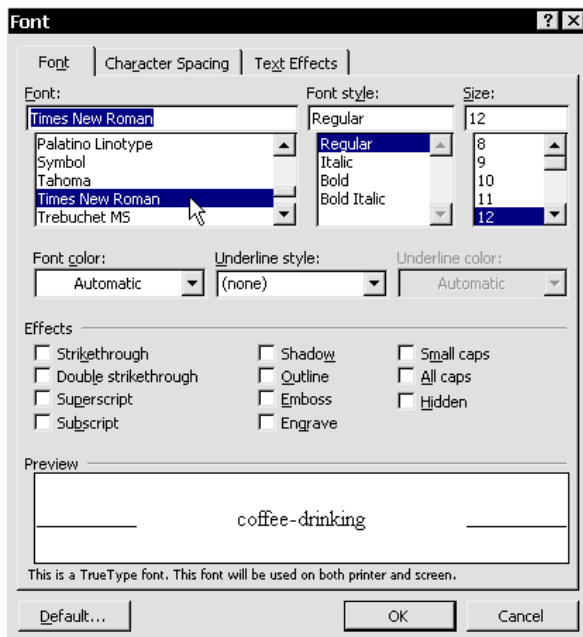 Font
Font Character Spacing Text Effects
Font: Font style: Size:
Times New Roman Regular 12
Palatino Linotype Regular 8
Symbol Italic 9
Tahoma Bold 10
Times New Roman Bold Italic 11
Trebuchet MS 12
Font color: Underline style: Underline color:
Automatic (none) Automatic
Effects
Strikethrough Shadow Small caps
Double strikethrough Outline All caps
Superscript Emboss Hidden
Subscript Engrave
Preview
coffee-drinking
This is a TrueType font. This font will be used on both printer and screen.
Default... OK Cancel